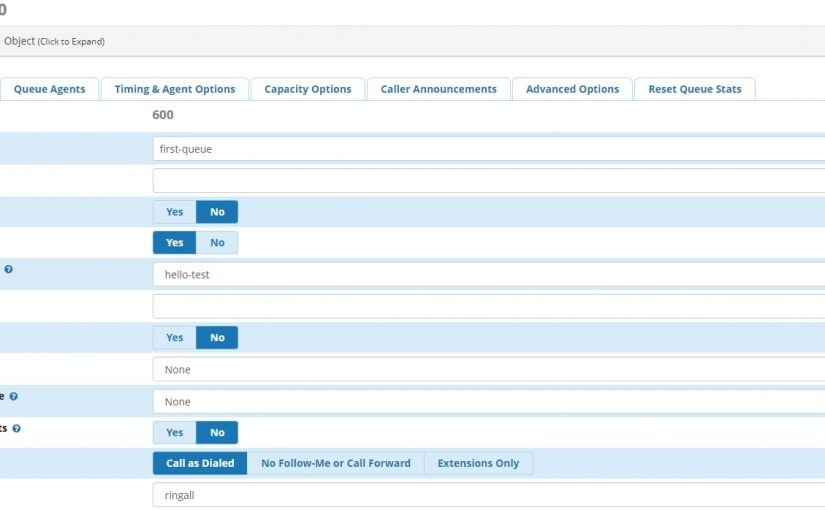 0
Object (Click to Expand)
Queue Agents Timing & Agent Options Capacity Options Caller Announcements Advanced Options Reset Queue Stats
600
first-queue
Yes No
Yes No
? hello-test
Yes No
None
e ? None
ts ? Yes No
Call as Dialed No Follow-Me or Call Forward Extensions Only
ringall